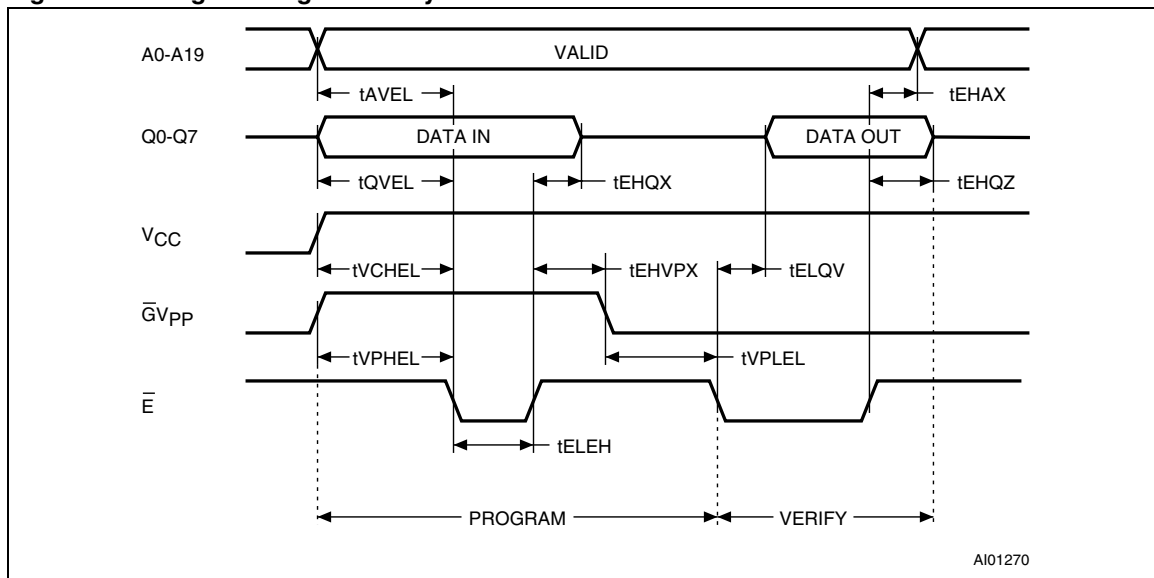 A0-A19
VALID
tAVEL
tEHAX
Q0-Q7
DATA IN
DATA OUT
tQVEL
tEHQX
tEHQZ
VCC
tVCHEL
tEHVPX
tELQV
G̅VPP
tVPHEL
tVPLEL
E̅
tELEH
PROGRAM
VERIFY
AI01270